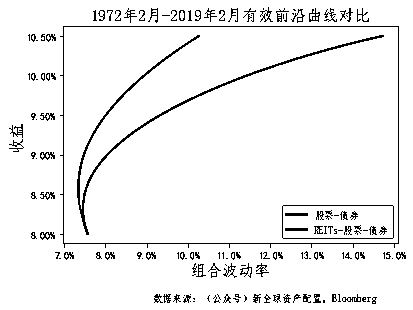 1972年2月-2019年2月有效前沿曲线对比
收益
10.50%
10.00%
9.50%
9.00%
8.50%
8.00%
7.0% 8.0% 9.0% 10.0% 11.0% 12.0% 13.0% 14.0% 15.0%
股票-债券
REITs-股票-债券
组合波动率
数据来源：（公众号）新全球资产配置，Bloomberg